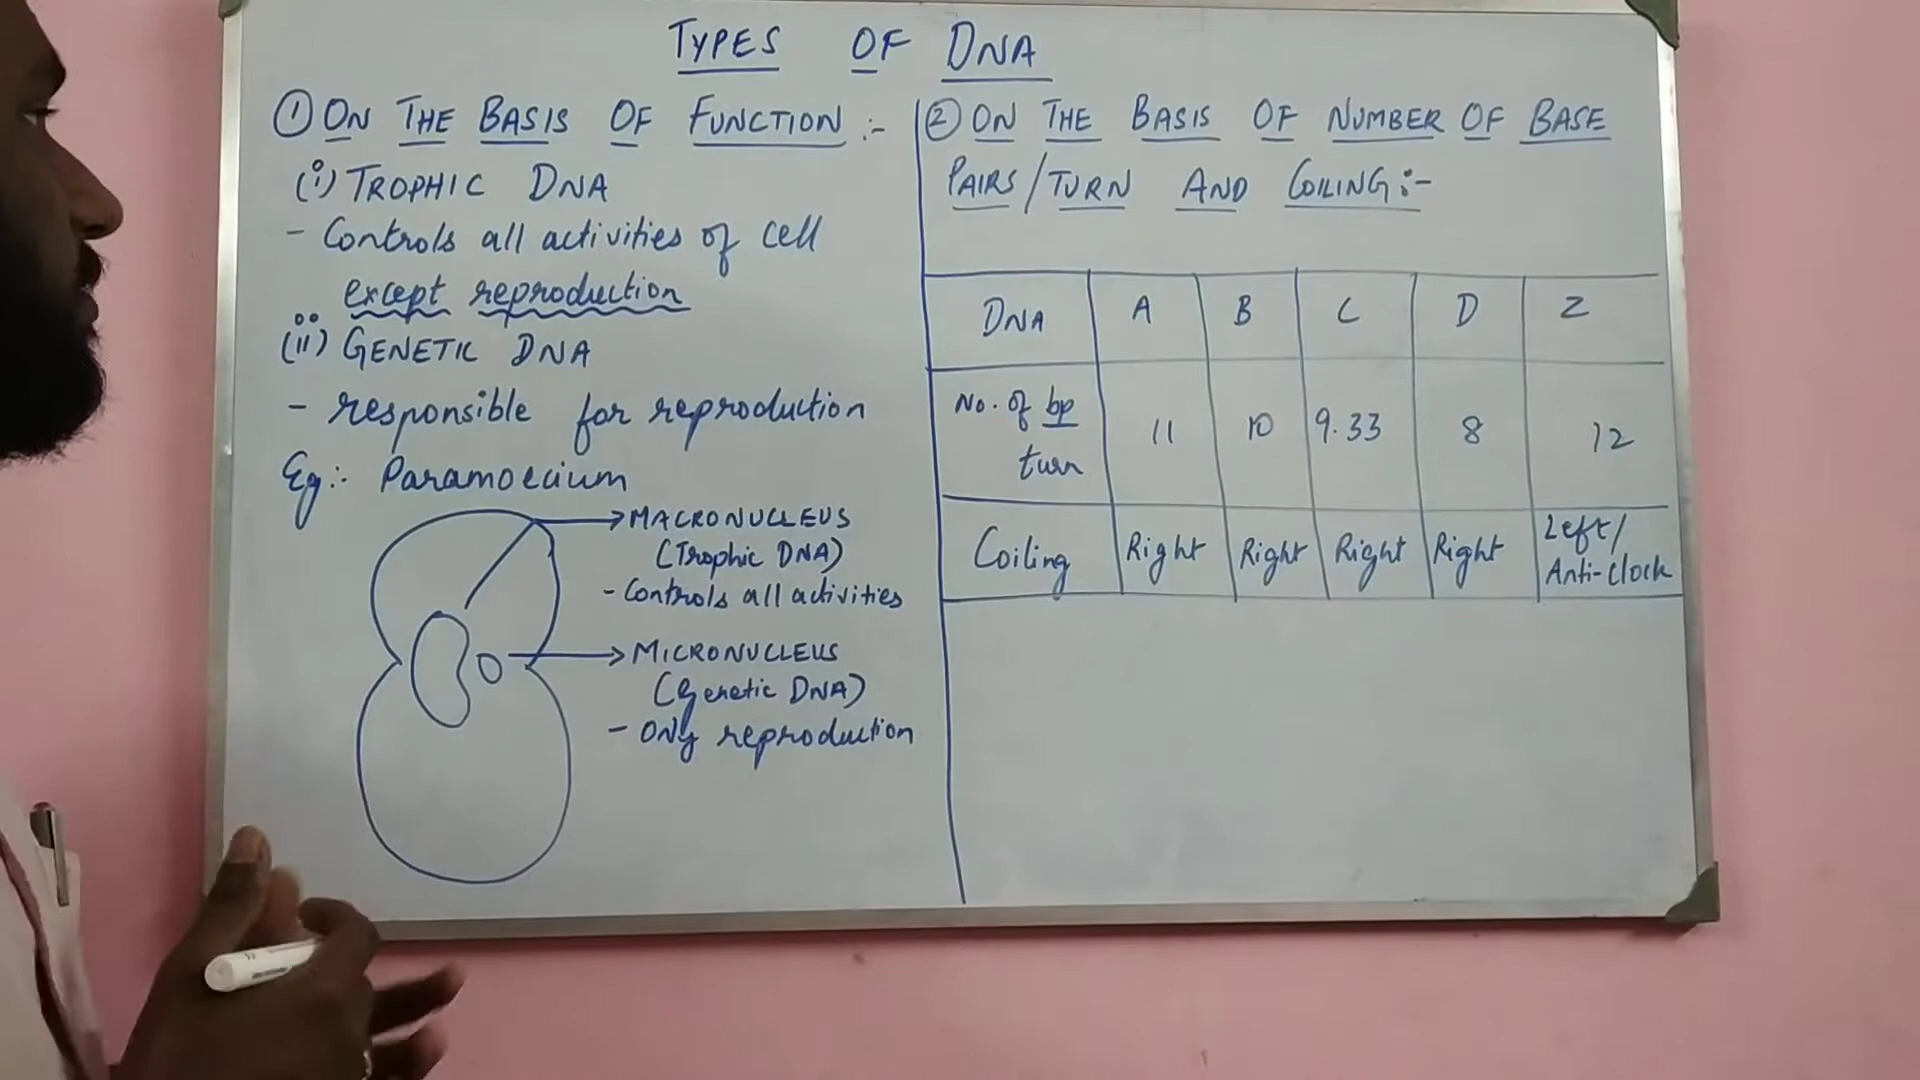 TYPES OF DNA
① ON THE BASIS OF FUNCTION :-
(i) TROPHIC DNA
- Controls all activities of cell
except reproduction
(ii) GENETIC DNA
- responsible for reproduction
Eg:- Paramoecium
MACRONUCLEUS
(Trophic DNA)
- Controls all activities
MICRONUCLEUS
(Genetic DNA)
- Only reproduction
② ON THE BASIS OF NUMBER OF BASE
PAIRS/TURN AND COILING :-
DNA A B C D Z
No. of bp
turn 11 10 9.33 8 12
Coiling Right Right Right Right Left/
Anti-clock